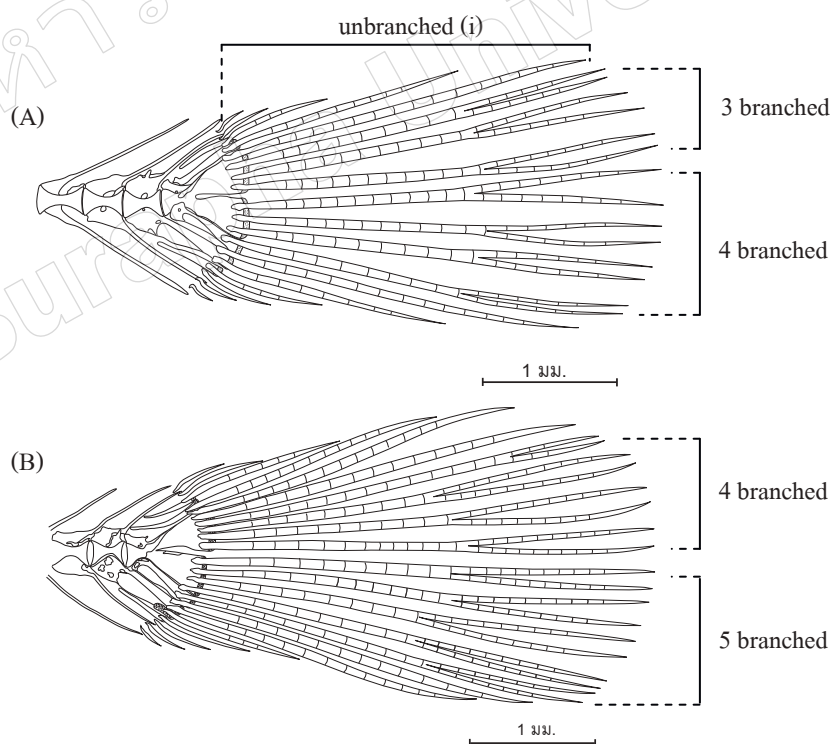 unbranched (i)
(A)
3 branched
4 branched
1 มม.
(B)
4 branched
5 branched
1 มม.